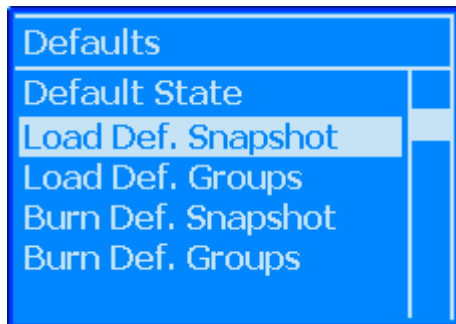 Defaults
Default State
Load Def. Snapshot
Load Def. Groups
Burn Def. Snapshot
Burn Def. Groups